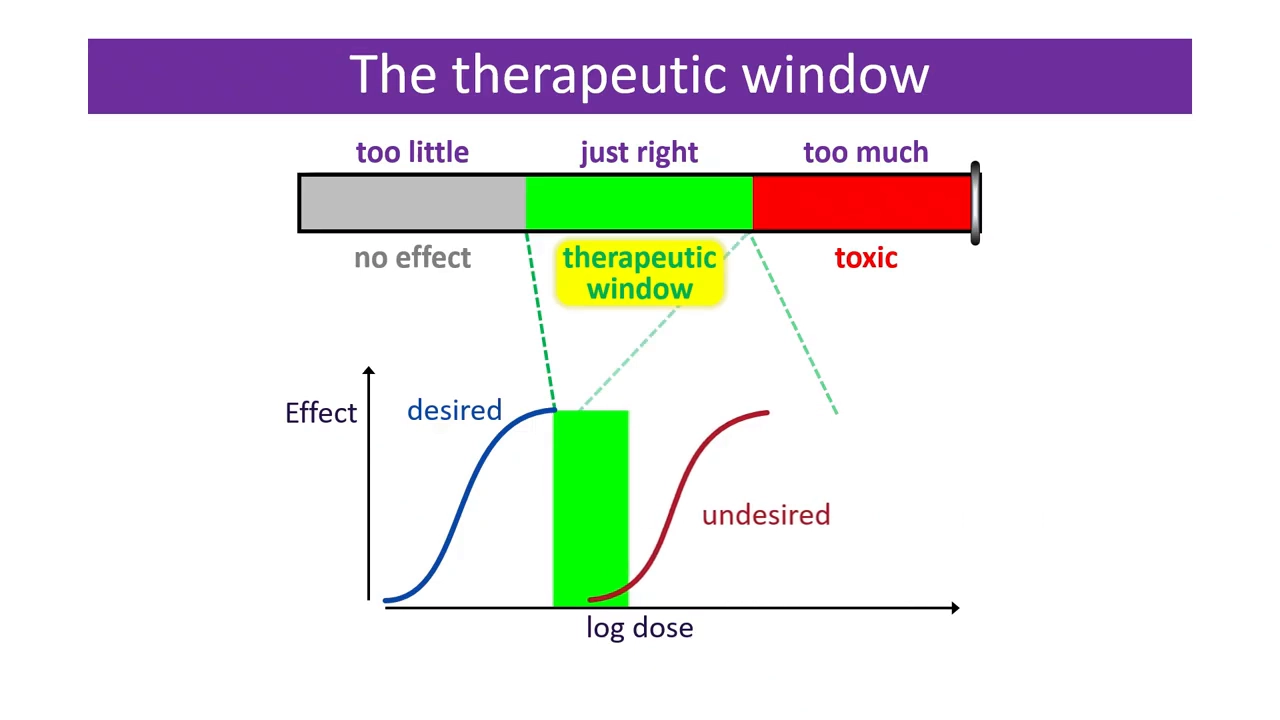 The therapeutic window
too little
just right
too much
no effect
therapeutic
window
toxic
Effect
desired
undesired
log dose